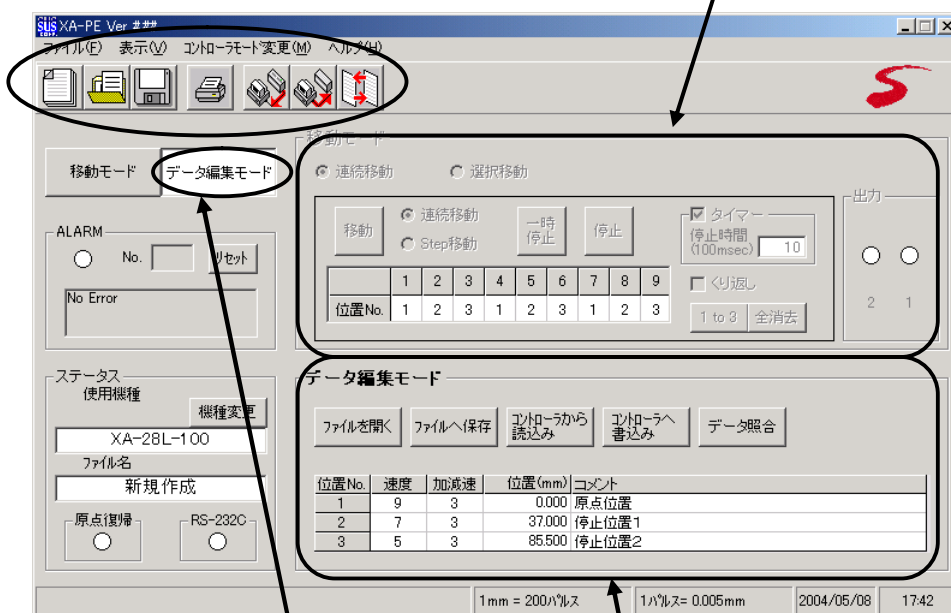 SUS CORP. XA-PE Ver.###
ファイル(F) 表示(V) コントローラモード変更(M) ヘルプ(H)
移動モード データ編集モード
ALARM
No. リセット
No Error
ステータス
使用機種
機種変更
XA-28L-100
ファイル名
新規作成
原点復帰 RS-232C
移動モード
連続移動 選択移動
移動 連続移動 Step移動 一時停止 停止
タイマー
停止時間
(100msec) 10
くり返し
1 to 3 全消去
1 2 3 4 5 6 7 8 9
位置No. 1 2 3 1 2 3 1 2 3
出力
2 1
データ編集モード
ファイルを開く ファイルへ保存 コントローラから読込み コントローラへ書込み データ照合
位置No. 速度 加減速 位置(mm) コメント
1 9 3 0.000 原点位置
2 7 3 37.000 停止位置1
3 5 3 85.500 停止位置2
1mm = 200パルス 1パルス= 0.005mm 2004/05/08 17:42